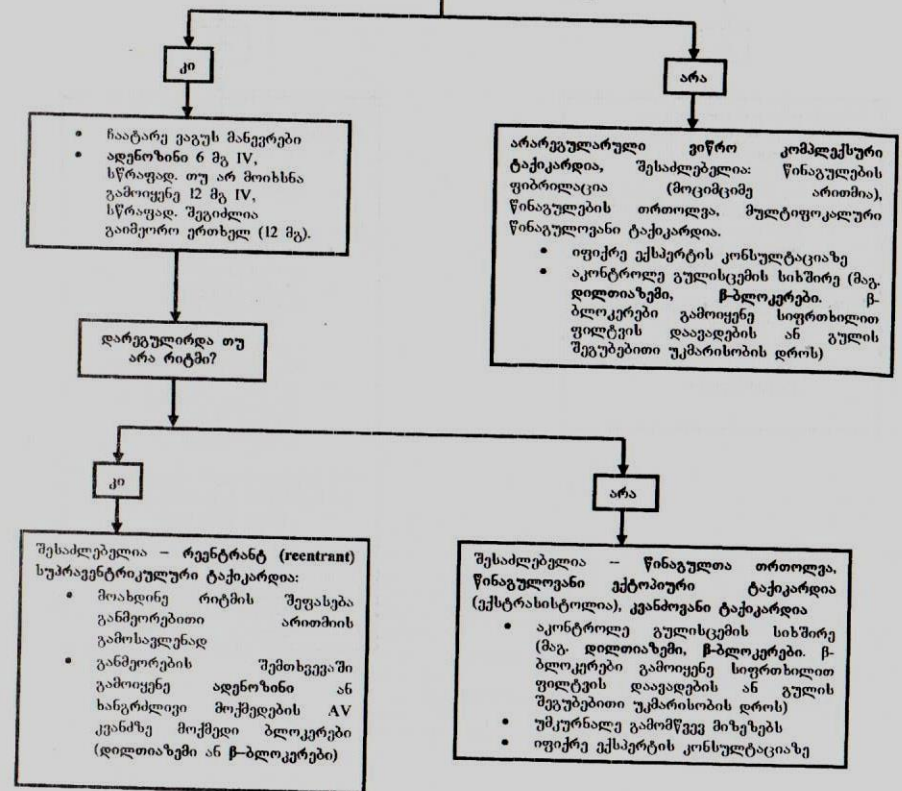 კი
არა
• ჩაატარე ვაგუს მანევრები
• ადენოზინი 6 მგ IV,
სწრაფად. თუ არ მოიხსნა
გამოიყენე 12 მგ IV,
სწრაფად. შეგიძლია
გაიმეორო ერთხელ (12 მგ).
არარეგულარული ვიწრო კომპლექსური
ტაქიკარდია, შესაძლებელია: წინაგულების
ფიბრილაცია (მოციმციმე არითმია),
წინაგულების თრთოლვა, მულტიფოკალური
წინაგულოვანი ტაქიკარდია.
• იფიქრე ექსპერტის კონსულტაციაზე
• აკონტროლე გულისცემის სიხშირე (მაგ.
დილთიაზემი, β-ბლოკერები. β-
ბლოკერები გამოიყენე სიფრთხილით
ფილტვის დაავადების ან გულის
შეგუბებითი უკმარისობის დროს)
დარეგულირდა თუ
არა რიტმი?
კი
არა
შესაძლებელია – რეენტრანტ (reentrant)
სუპრავენტრიკულური ტაქიკარდია:
• მოახდინე რიტმის შეფასება
განმეორებითი არითმიის
გამოსავლენად
• განმეორების შემთხვევაში
გამოიყენე ადენოზინი ან
ხანგრძლივი მოქმედების AV
კვანძზე მოქმედი ბლოკერები
(დილთიაზემი ან β–ბლოკერები)
შესაძლებელია – წინაგულთა თრთოლვა,
წინაგულოვანი ექტოპიური ტაქიკარდია
(ექსტრასისტოლია), კვანძოვანი ტაქიკარდია
• აკონტროლე გულისცემის სიხშირე
(მაგ. დილთიაზემი, β-ბლოკერები. β-
ბლოკერები გამოიყენე სიფრთხილით
ფილტვის დაავადების ან გულის
შეგუბებითი უკმარისობის დროს)
• უმკურნალე გამომწვევ მიზეზებს
• იფიქრე ექსპერტის კონსულტაციაზე